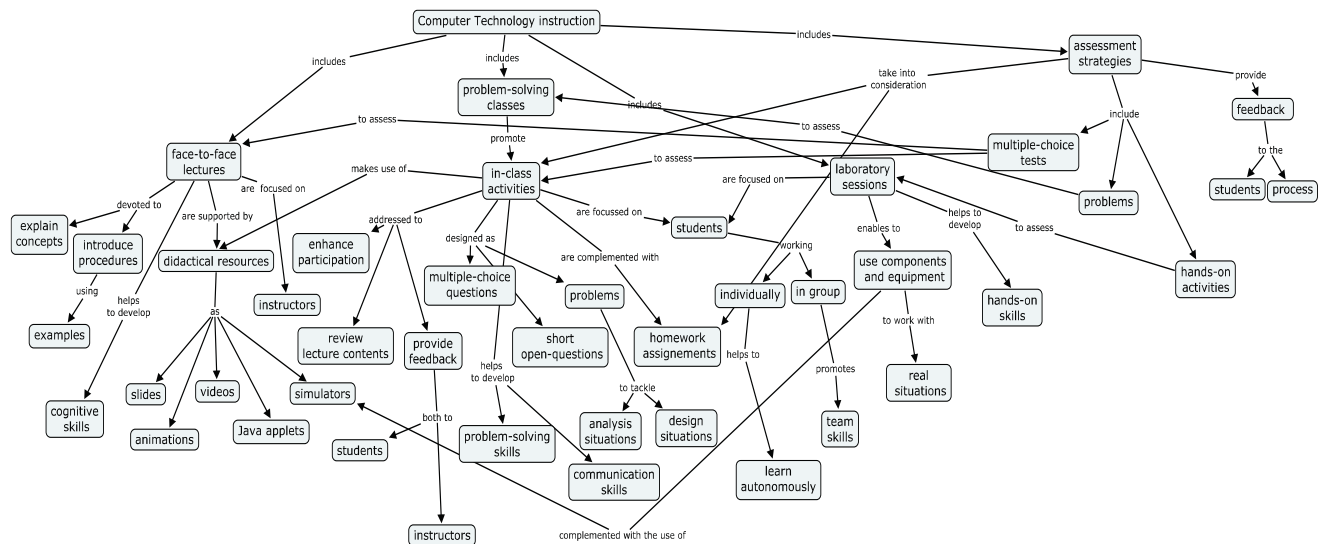 Computer Technology instruction
includes
includes
includes
includes
assessment
strategies
take into
consideration
provide
problem-solving
classes
feedback
include
to assess
to assess
promote
multiple-choice
tests
to the
face-to-face
lectures
makes use of
in-class
activities
to assess
laboratory
sessions
are focused on
students
process
are focused on
devoted to
are supported by
addressed to
are focussed on
students
helps to
develop
problems
to assess
explain
concepts
introduce
procedures
didactical resources
enhance
participation
designed as
are complemented with
working
enables to
use components
and equipment
hands-on
activities
using
helps
to develop
instructors
multiple-choice
questions
problems
individually
in group
hands-on
skills
examples
as
review
lecture contents
provide
feedback
short
open-questions
homework
assignements
helps to
to work with
slides
animations
videos
Java applets
simulators
helps
to develop
to tackle
promotes
real
situations
cognitive
skills
both to
students
problem-solving
skills
analysis
situations
design
situations
team
skills
communication
skills
learn
autonomously
instructors
complemented with the use of